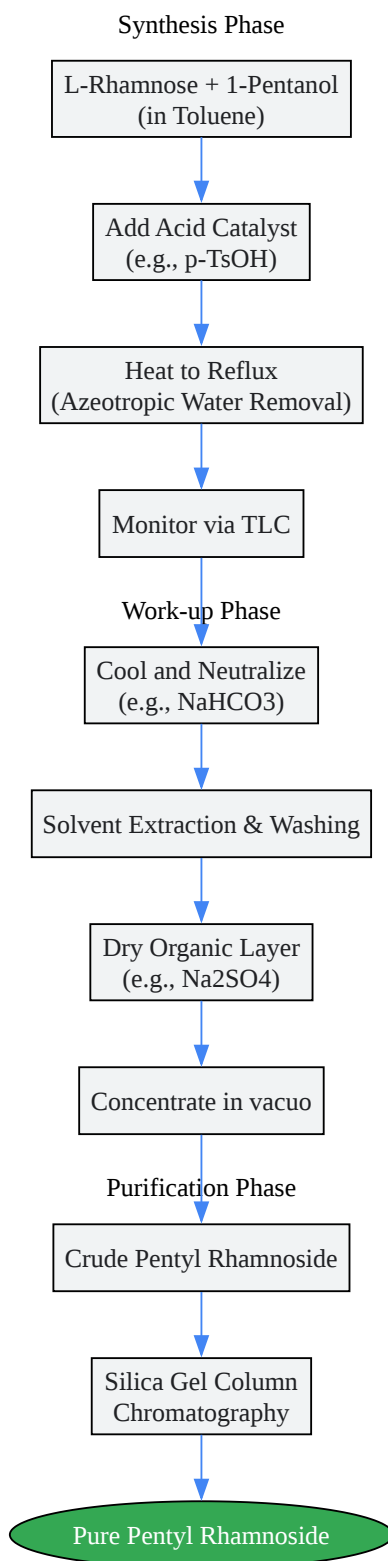 Synthesis Phase
L-Rhamnose + 1-Pentanol
(in Toluene)
Add Acid Catalyst
(e.g., p-TsOH)
Heat to Reflux
(Azeotropic Water Removal)
Monitor via TLC
Work-up Phase
Cool and Neutralize
(e.g., NaHCO3)
Solvent Extraction & Washing
Dry Organic Layer
(e.g., Na2SO4)
Concentrate in vacuo
Purification Phase
Crude Pentyl Rhamnoside
Silica Gel Column
Chromatography
Pure Pentyl Rhamnoside